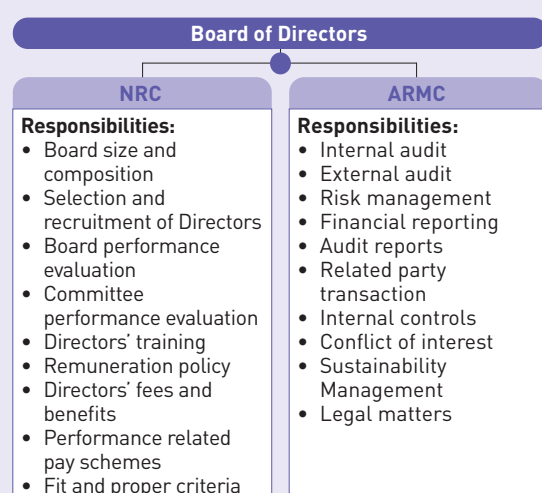 Board of Directors
NRC
Responsibilities:
• Board size and
composition
• Selection and
recruitment of Directors
• Board performance
evaluation
• Committee
performance evaluation
• Directors' training
• Remuneration policy
• Directors' fees and
benefits
• Performance related
pay schemes
• Fit and proper criteria
ARMC
Responsibilities:
• Internal audit
• External audit
• Risk management
• Financial reporting
• Audit reports
• Related party
transaction
• Internal controls
• Conflict of interest
• Sustainability
Management
• Legal matters